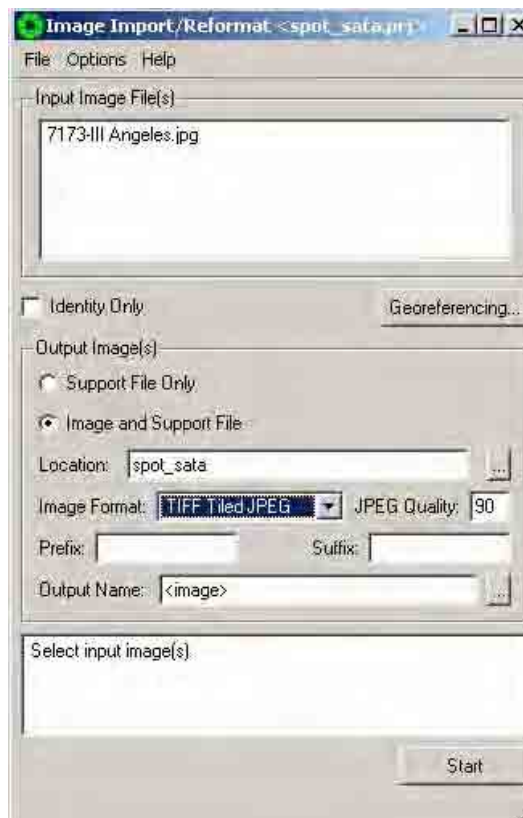 Image Import/Reformat <spot_sata.prj>
File Options Help
Input Image File(s)
7173-III Angeles.jpg
Identity Only Georeferencing...
Output Image(s)
Support File Only
Image and Support File
Location: spot_sata ...
Image Format: TIFF Tiled JPEG JPEG Quality: 90
Prefix: Suffix:
Output Name: <image> ...
Select input image(s)
Start